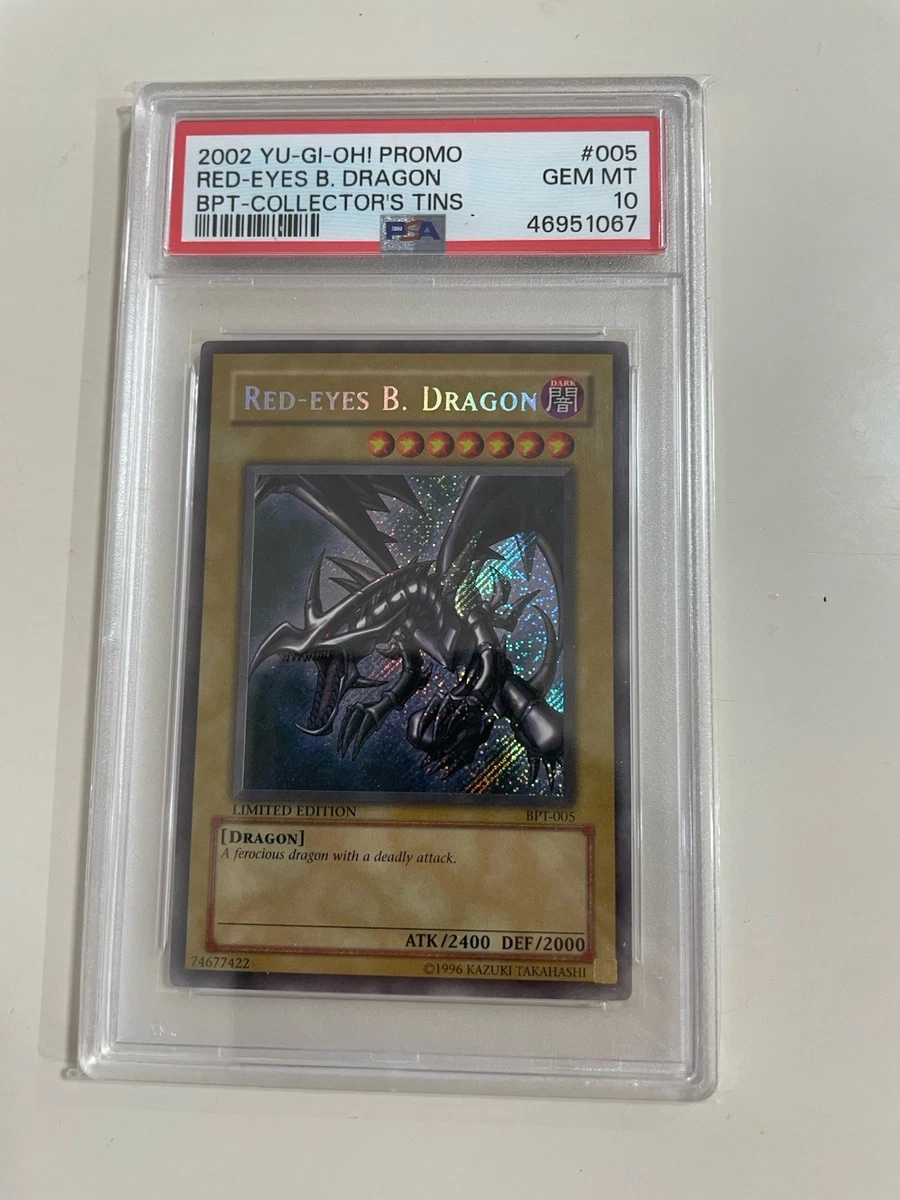 2002 YU-GI-OH! PROMO #005
RED-EYES B. DRAGON GEM MT
BPT-COLLECTOR'S TINS 10
PSA 46951067
RED-EYES B. DRAGON DARK 闇
LIMITED EDITION BPT-005
[DRAGON]
A ferocious dragon with a deadly attack.
ATK/2400 DEF/2000
74677422 ©1996 KAZUKI TAKAHASHI